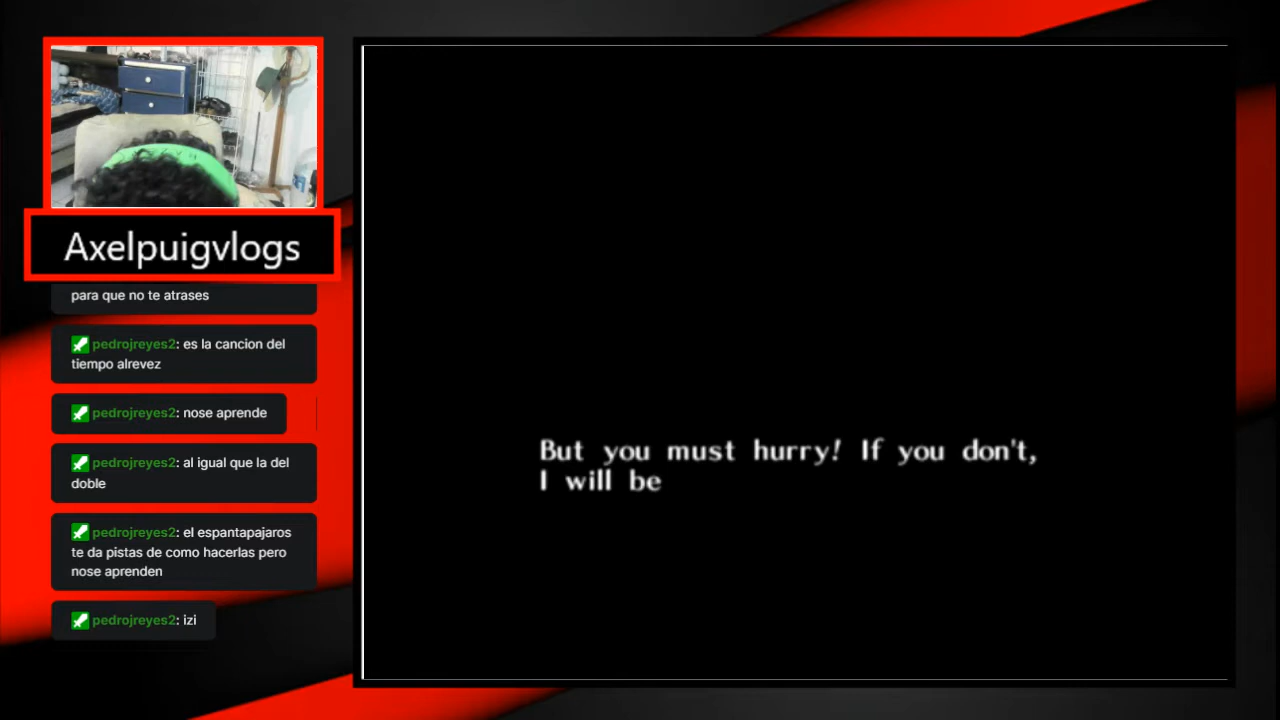 Axelpuigvlogs
para que no te atrases
pedrojreyes2: es la cancion del
tiempo alrevez
pedrojreyes2: nose aprende
pedrojreyes2: al igual que la del
doble
pedrojreyes2: el espantapajaros
te da pistas de como hacerlas pero
nose aprenden
pedrojreyes2: izi
But you must hurry! If you don't,
I will be